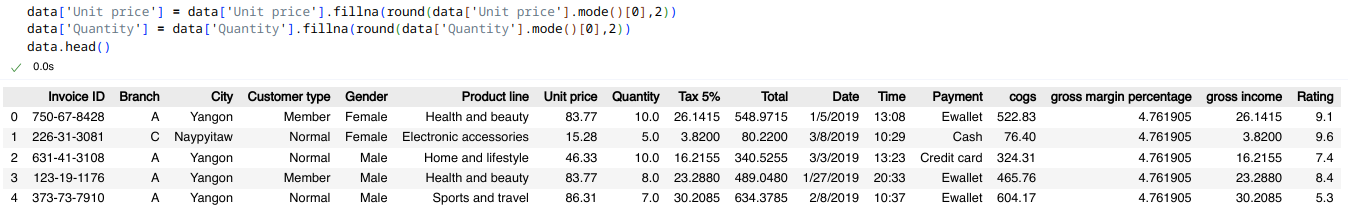 data['Unit price'] = data['Unit price'].fillna(round(data['Unit price'].mode()[0],2))
data['Quantity'] = data['Quantity'].fillna(round(data['Quantity'].mode()[0],2))
data.head()
0.0s
Invoice ID Branch City Customer type Gender Product line Unit price Quantity Tax 5% Total Date Time Payment cogs gross margin percentage gross income Rating
0 750-67-8428 A Yangon Member Female Health and beauty 83.77 10.0 26.1415 548.9715 1/5/2019 13:08 Ewallet 522.83 4.761905 26.1415 9.1
1 226-31-3081 C Naypyitaw Normal Female Electronic accessories 15.28 5.0 3.8200 80.2200 3/8/2019 10:29 Cash 76.40 4.761905 3.8200 9.6
2 631-41-3108 A Yangon Normal Male Home and lifestyle 46.33 10.0 16.2155 340.5255 3/3/2019 13:23 Credit card 324.31 4.761905 16.2155 7.4
3 123-19-1176 A Yangon Member Male Health and beauty 83.77 8.0 23.2880 489.0480 1/27/2019 20:33 Ewallet 465.76 4.761905 23.2880 8.4
4 373-73-7910 A Yangon Normal Male Sports and travel 86.31 7.0 30.2085 634.3785 2/8/2019 10:37 Ewallet 604.17 4.761905 30.2085 5.3